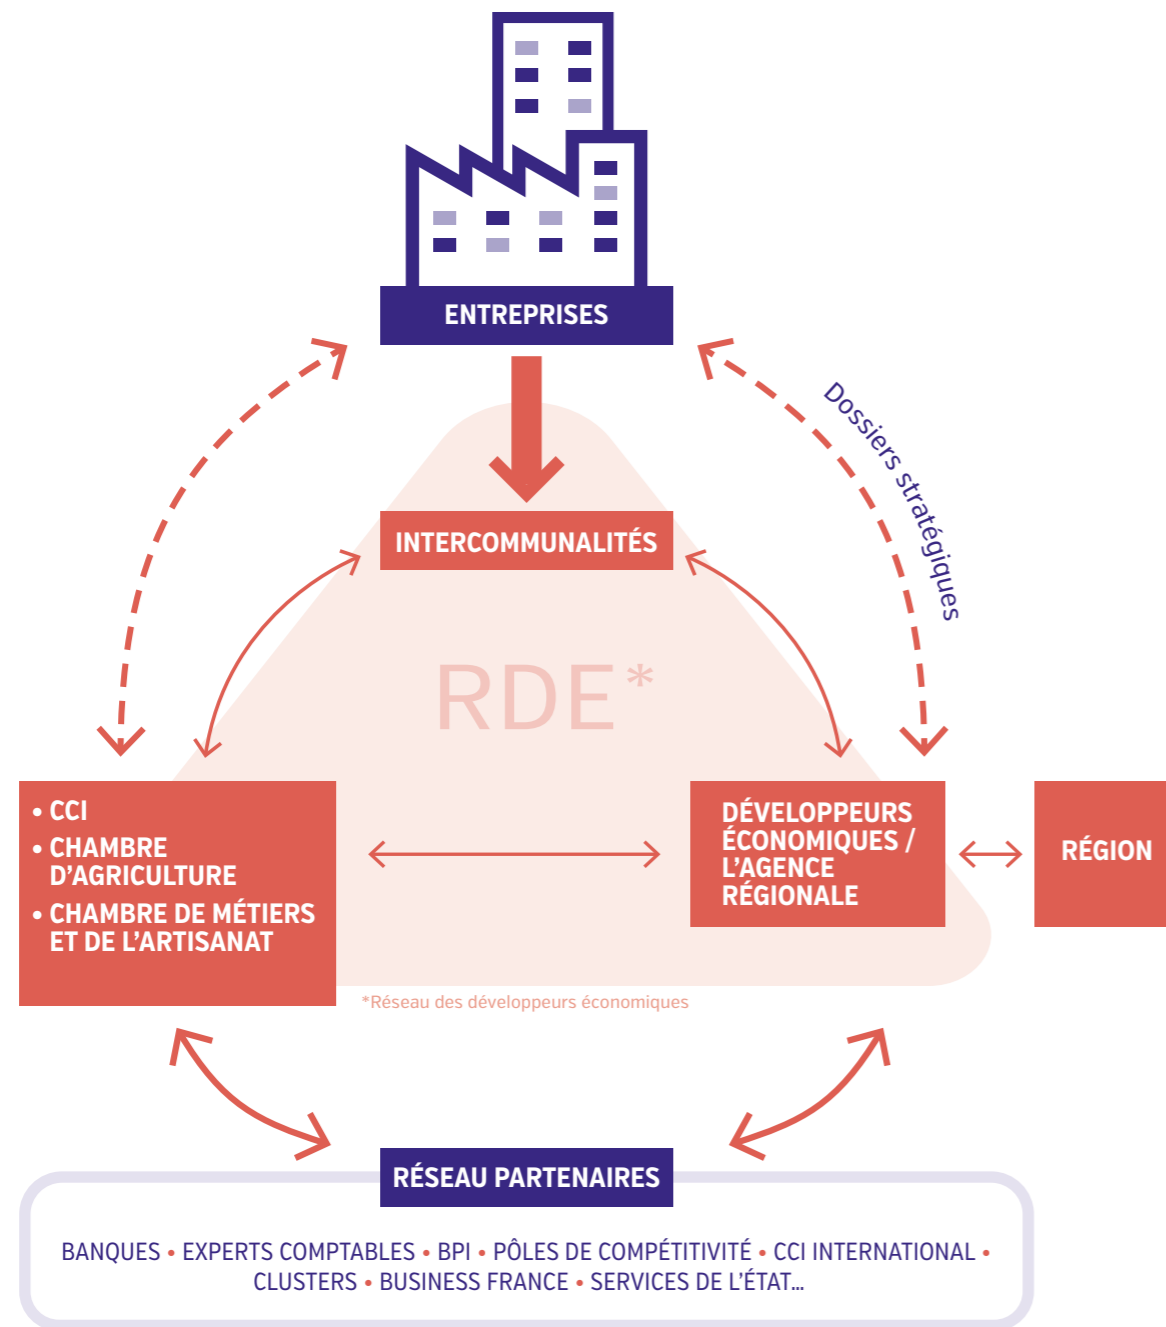 ENTREPRISES
Dossiers stratégiques
INTERCOMMUNALITÉS
RDE*
• CCI
• CHAMBRE
D'AGRICULTURE
• CHAMBRE DE MÉTIERS
ET DE L'ARTISANAT
DÉVELOPPEURS
ÉCONOMIQUES /
L'AGENCE
RÉGIONALE
RÉGION
*Réseau des développeurs économiques
RÉSEAU PARTENAIRES
BANQUES • EXPERTS COMPTABLES • BPI • PÔLES DE COMPÉTITIVITÉ • CCI INTERNATIONAL •
CLUSTERS • BUSINESS FRANCE • SERVICES DE L'ÉTAT...